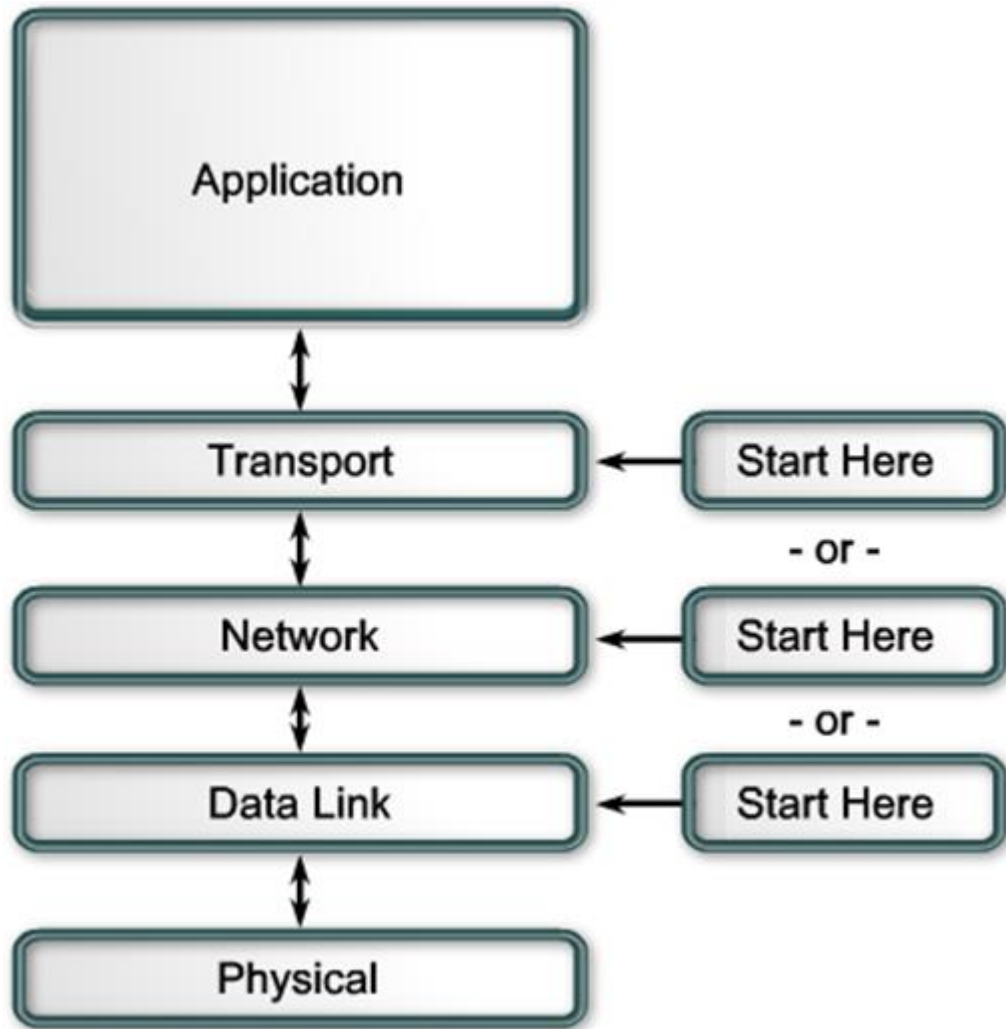 Application
Transport
Start Here
- or -
Network
Start Here
- or -
Data Link
Start Here
Physical